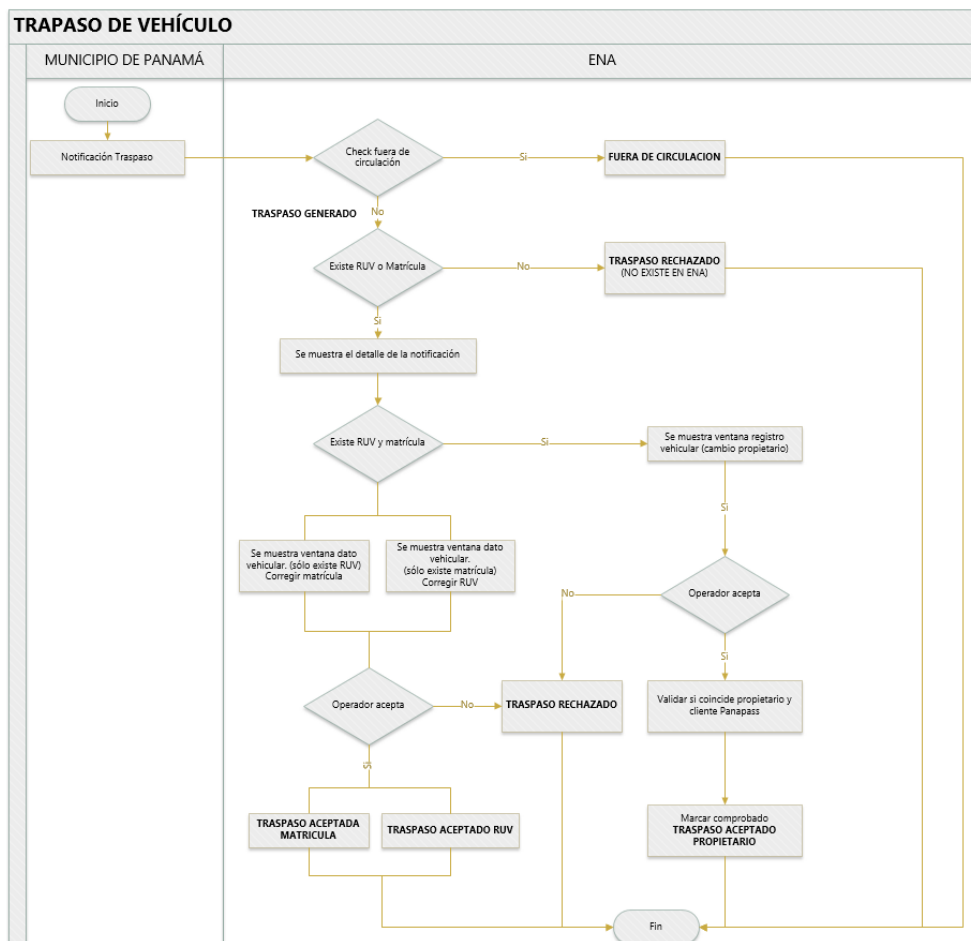 TRAPASO DE VEHÍCULO
MUNICIPIO DE PANAMÁ
ENA
Inicio
Notificación Traspaso
Check fuera de
circulación
Si
FUERA DE CIRCULACION
TRASPASO GENERADO
No
Existe RUV o Matrícula
No
TRASPASO RECHAZADO
(NO EXISTE EN ENA)
Si
Se muestra el detalle de la notificación
Existe RUV y matrícula
Si
Se muestra ventana registro
vehicular (cambio propietario)
Si
Se muestra ventana dato
vehicular. (sólo existe RUV)
Corregir matrícula
Se muestra ventana dato
vehicular.
(sólo existe matrícula)
Corregir RUV
Operador acepta
No
Si
Operador acepta
No
TRASPASO RECHAZADO
Validar si coincide propietario y
cliente Panapass
Si
TRASPASO ACEPTADA
MATRICULA
TRASPASO ACEPTADO RUV
Marcar comprobado
TRASPASO ACEPTADO
PROPIETARIO
Fin